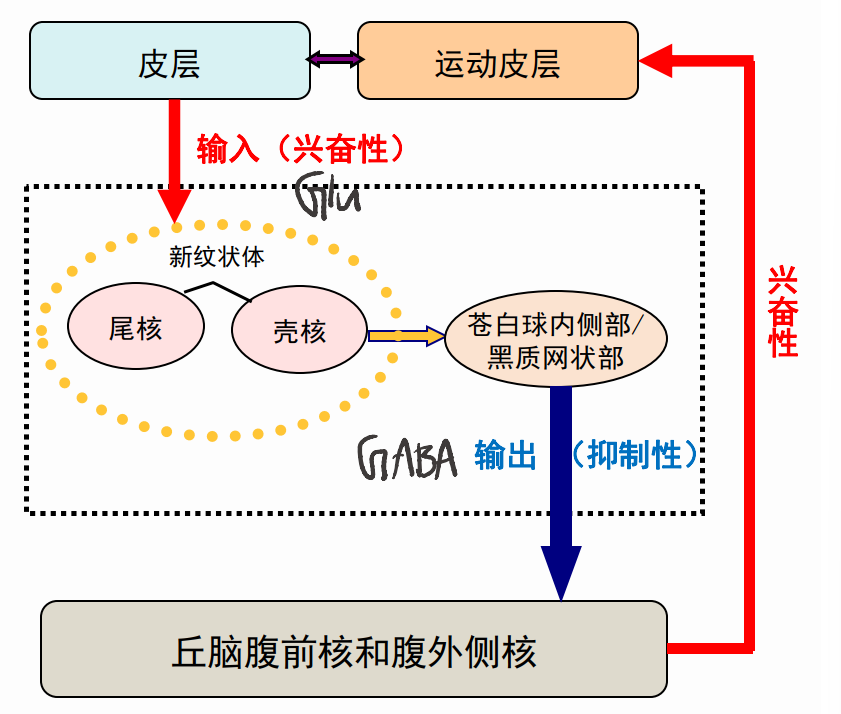 皮层
运动皮层
输入（兴奋性）
Glu
新纹状体
尾核
壳核
苍白球内侧部/
黑质网状部
兴奋性
GABA
输出（抑制性）
丘脑腹前核和腹外侧核